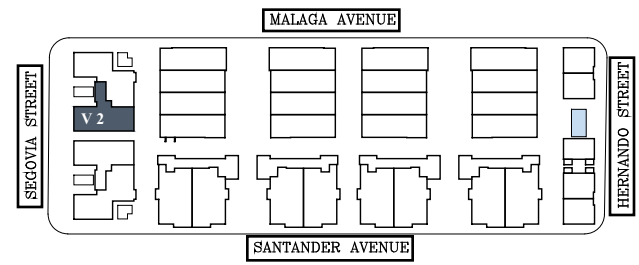 MALAGA AVENUE
SEGOVIA STREET
V 2
HERNANDO STREET
SANTANDER AVENUE